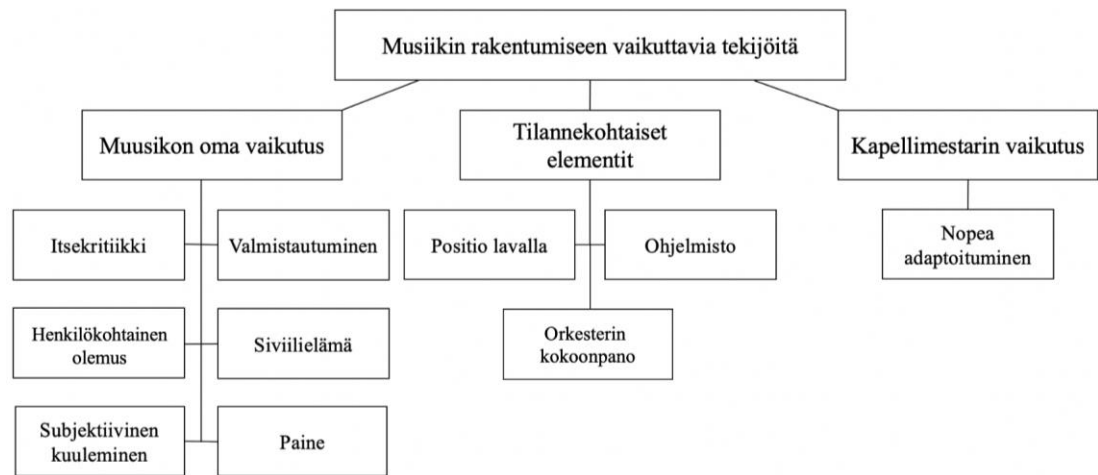 Musiikin rakentumiseen vaikuttavia tekijöitä
Muusikon oma vaikutus
Tilannekohtaiset
elementit
Kapellimestarin vaikutus
Itsekritiikki
Valmistautuminen
Positio lavalla
Ohjelmisto
Nopea
adaptoituminen
Henkilökohtainen
olemus
Siviilielämä
Orkesterin
kokoonpano
Subjektiivinen
kuuleminen
Paine